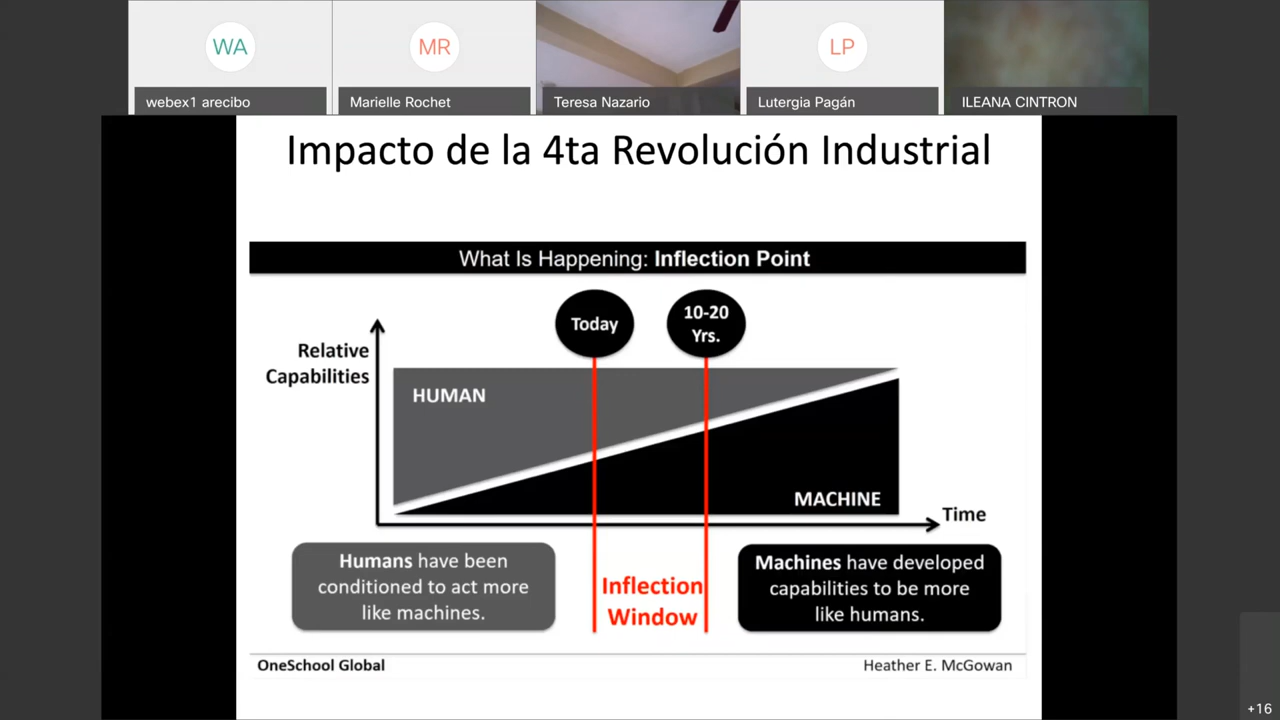 WA
MR
LP
webex1 arecibo
Marielle Rochet
Teresa Nazario
Lutergia Pagán
ILEANA CINTRON
Impacto de la 4ta Revolución Industrial
What Is Happening: Inflection Point
Today
10-20
Yrs.
Relative
Capabilities
HUMAN
MACHINE
Time
Humans have been
conditioned to act more
like machines.
Inflection
Window
Machines have developed
capabilities to be more
like humans.
OneSchool Global
Heather E. McGowan
+16